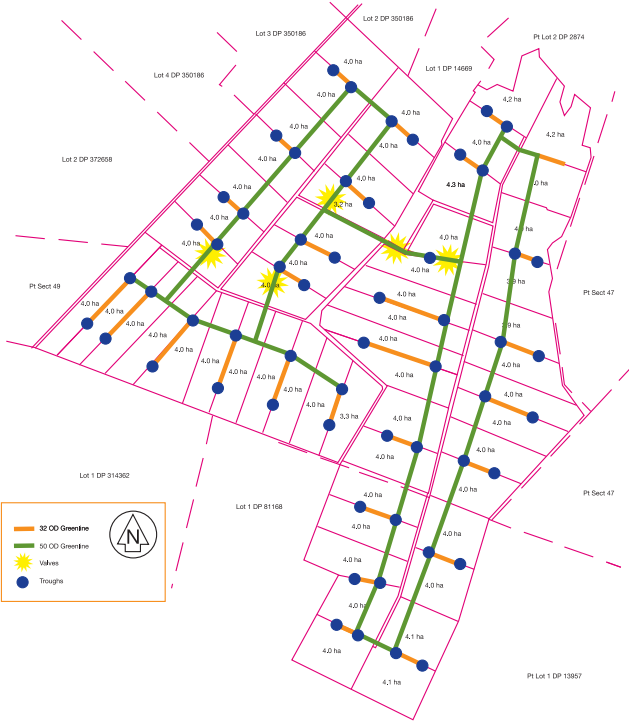 Lot 2 DP 350186
Lot 3 DP 350186
Pt Lot 2 DP 2874
4.0 ha
Lot 1 DP 14669
Lot 4 DP 350186
4.0 ha
4.2 ha
4.0 ha
4.0 ha
4.2 ha
4.0 ha
4.0 ha
4.0 ha
Lot 2 DP 372658
4.0 ha
4.0 ha
4.3 ha
4.0 ha
3.2 ha
4.0 ha
4.0 ha
4.0 ha
4.0 ha
4.0 ha
4.0 ha
4.0 ha
Pt Sect 49
3.9 ha
4.0 ha
Pt Sect 47
4.0 ha
4.0 ha
4.0 ha
4.0 ha
3.9 ha
4.0 ha
4.0 ha
4.0 ha
4.0 ha
4.0 ha
4.0 ha
4.0 ha
4.0 ha
4.0 ha
3.3 ha
4.0 ha
4.0 ha
4.0 ha
4.0 ha
Lot 1 DP 314362
4.0 ha
Pt Sect 47
4.0 ha
Lot 1 DP 81168
4.0 ha
32 OD Greenline
N
50 OD Greenline
Valves
4.0 ha
Troughs
4.0 ha
4.0 ha
4.1 ha
4.0 ha
4.1 ha
Pt Lot 1 DP 13957